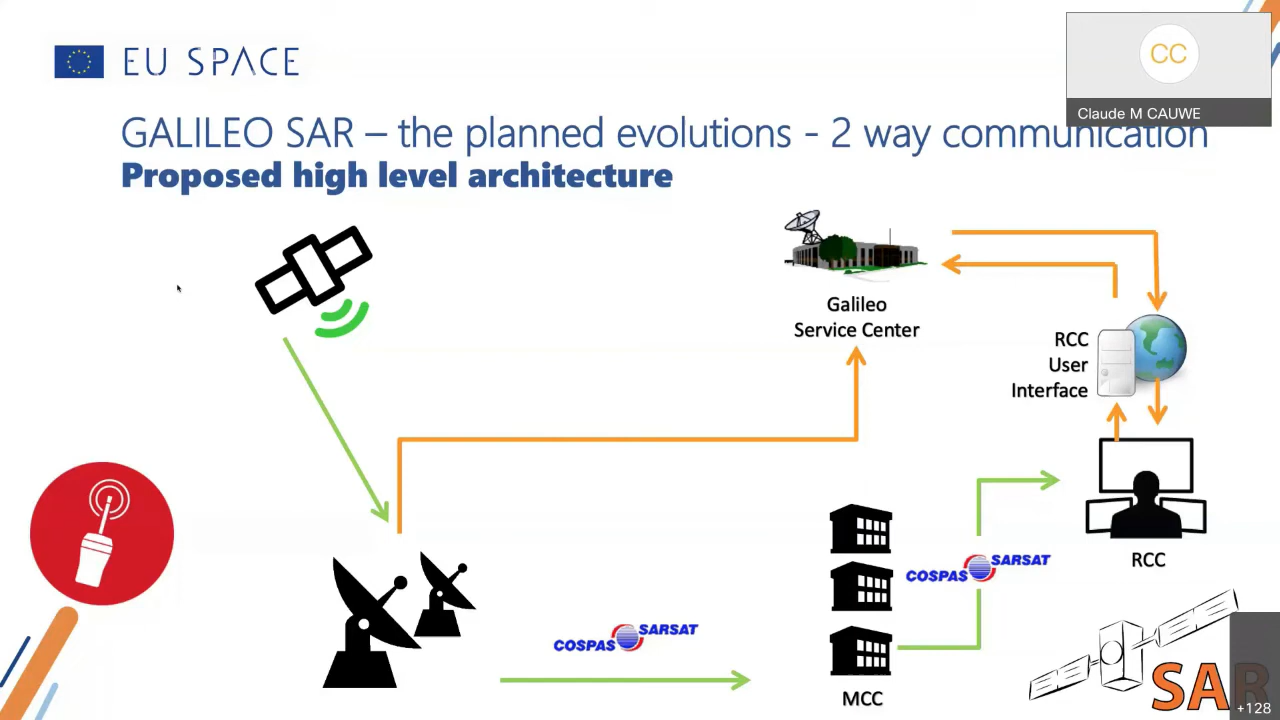 EU SPACE
CC
Claude M CAUWE
GALILEO SAR – the planned evolutions - 2 way communication
Proposed high level architecture
Galileo
Service Center
RCC
User
Interface
RCC
COSPAS SARSAT
COSPAS SARSAT
MCC
SAR
+128